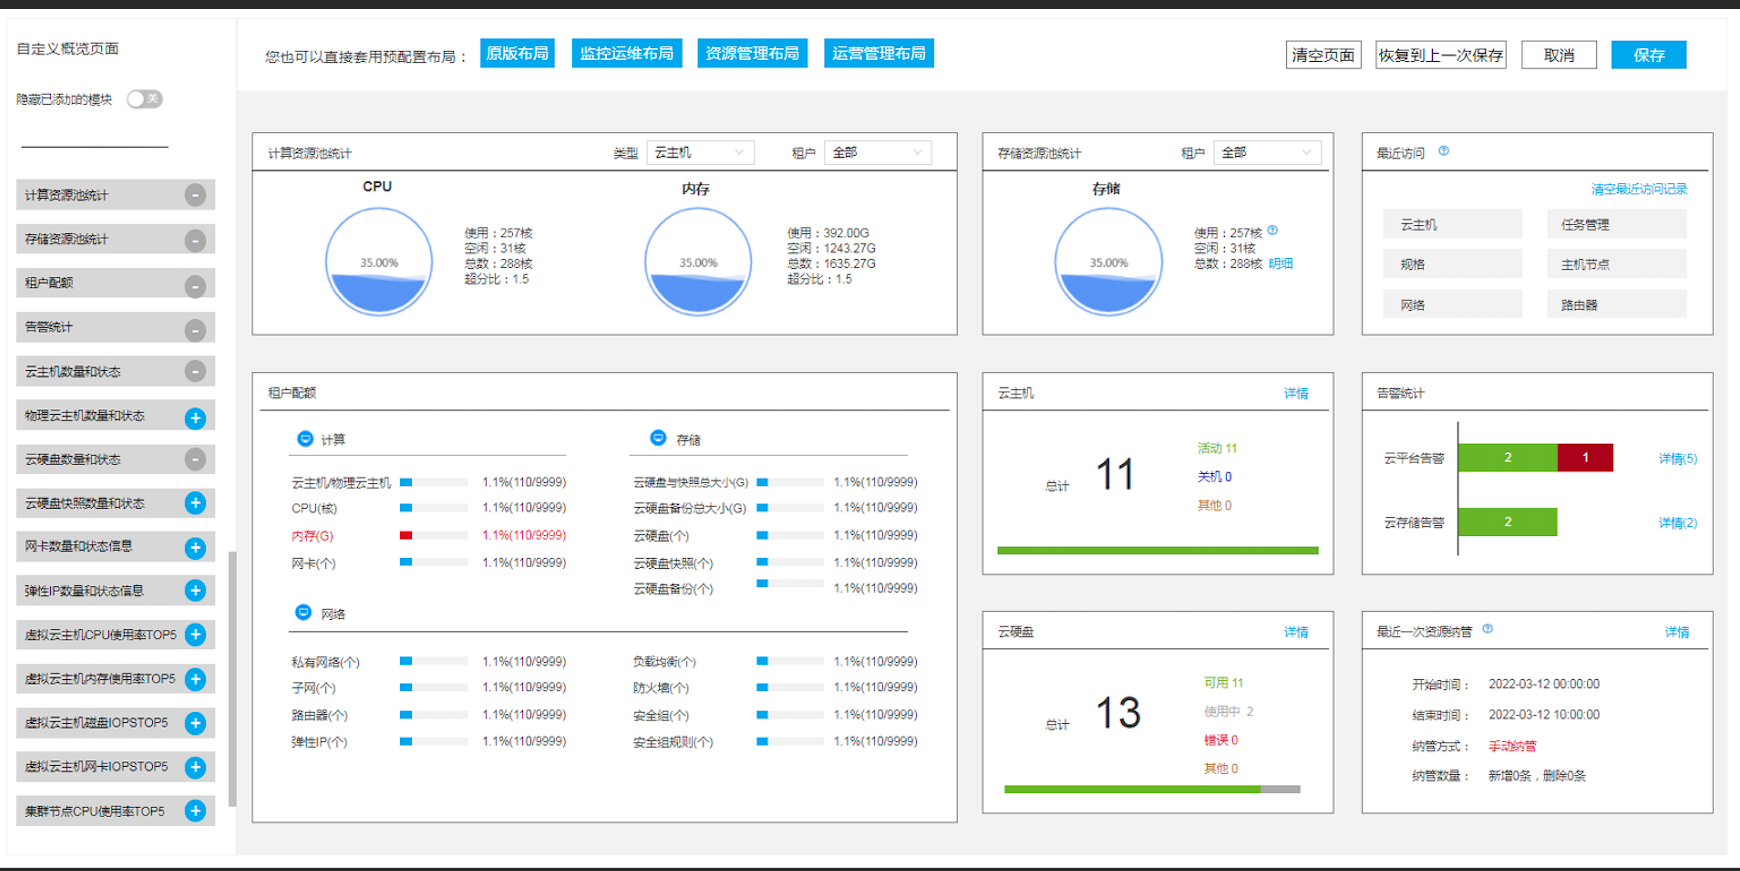 自定义概览页面
隐藏已添加的模块 关
计算资源池统计
存储资源池统计
租户配额
告警统计
云主机数量和状态
物理云主机数量和状态
云硬盘数量和状态
云硬盘快照数量和状态
网卡数量和状态信息
弹性IP数量和状态信息
虚拟云主机CPU使用率TOP5
虚拟云主机内存使用率TOP5
虚拟云主机磁盘IOPSTOP5
虚拟云主机网卡IOPSTOP5
集群节点CPU使用率TOP5
您也可以直接套用预配置布局： 原版布局 监控运维布局 资源管理布局 运营管理布局 清空页面 恢复到上一次保存 取消 保存
计算资源池统计 类型 云主机 租户 全部
CPU 内存
35.00%
使用：257核
空闲：31核
总数：288核
超分比：1.5
35.00%
使用：392.00G
空闲：1243.27G
总数：1635.27G
超分比：1.5
存储资源池统计 租户 全部
存储
35.00%
使用：257核
空闲：31核
总数：288核 明细
最近访问
清空最近访问记录
云主机 任务管理
规格 主机节点
网络 路由器
租户配额
计算
云主机/物理云主机 1.1%(110/9999)
CPU(核) 1.1%(110/9999)
内存(G) 1.1%(110/9999)
网卡(个) 1.1%(110/9999)
存储
云硬盘与快照总大小(G) 1.1%(110/9999)
云硬盘备份总大小(G) 1.1%(110/9999)
云硬盘(个) 1.1%(110/9999)
云硬盘快照(个) 1.1%(110/9999)
云硬盘备份(个) 1.1%(110/9999)
网络
私有网络(个) 1.1%(110/9999) 负载均衡(个) 1.1%(110/9999)
子网(个) 1.1%(110/9999) 防火墙(个) 1.1%(110/9999)
路由器(个) 1.1%(110/9999) 安全组(个) 1.1%(110/9999)
弹性IP(个) 1.1%(110/9999) 安全组规则(个) 1.1%(110/9999)
云主机 详情
总计 11
活动 11
关机 0
其他 0
告警统计
云平台告警 2 1 详情(5)
云存储告警 2 详情(2)
云硬盘 详情
总计 13
可用 11
使用中 2
错误 0
其他 0
最近一次资源纳管 详情
开始时间： 2022-03-12 00:00:00
结束时间： 2022-03-12 10:00:00
纳管方式： 手动纳管
纳管数量： 新增0条，删除0条